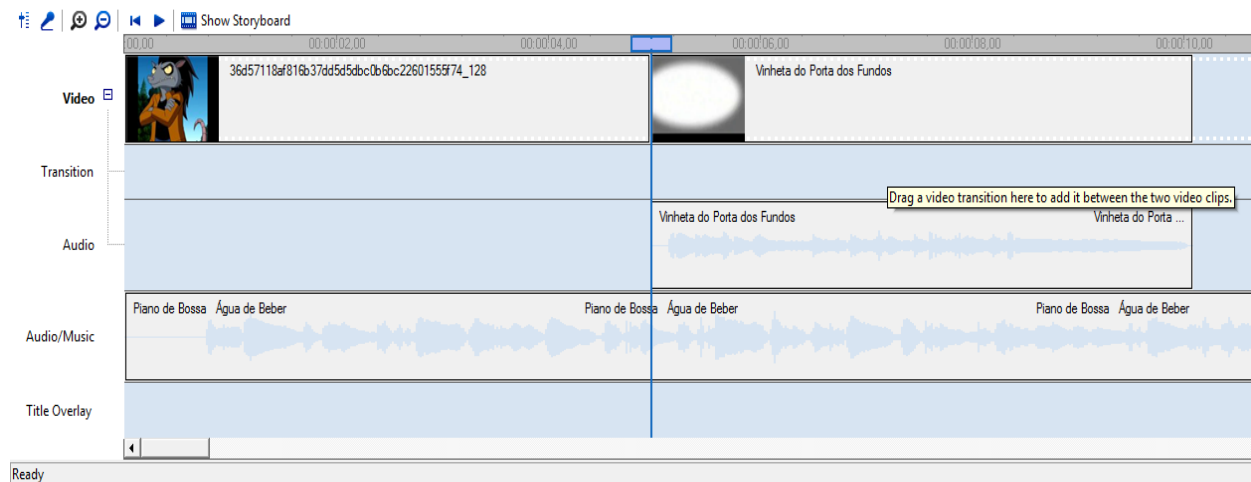 Show Storyboard
00,00 00:00:02,00 00:00:04,00 00:00:06,00 00:00:08,00 00:00:10,00
Video
36d57118af816b37dd5d5dbc0b6bc22601555f74_128
Vinheta do Porta dos Fundos
Transition
Drag a video transition here to add it between the two video clips.
Audio
Vinheta do Porta dos Fundos Vinheta do Porta ...
Audio/Music
Piano de Bossa Água de Beber Piano de Bossa Água de Beber Piano de Bossa Água de Beber
Title Overlay
Ready